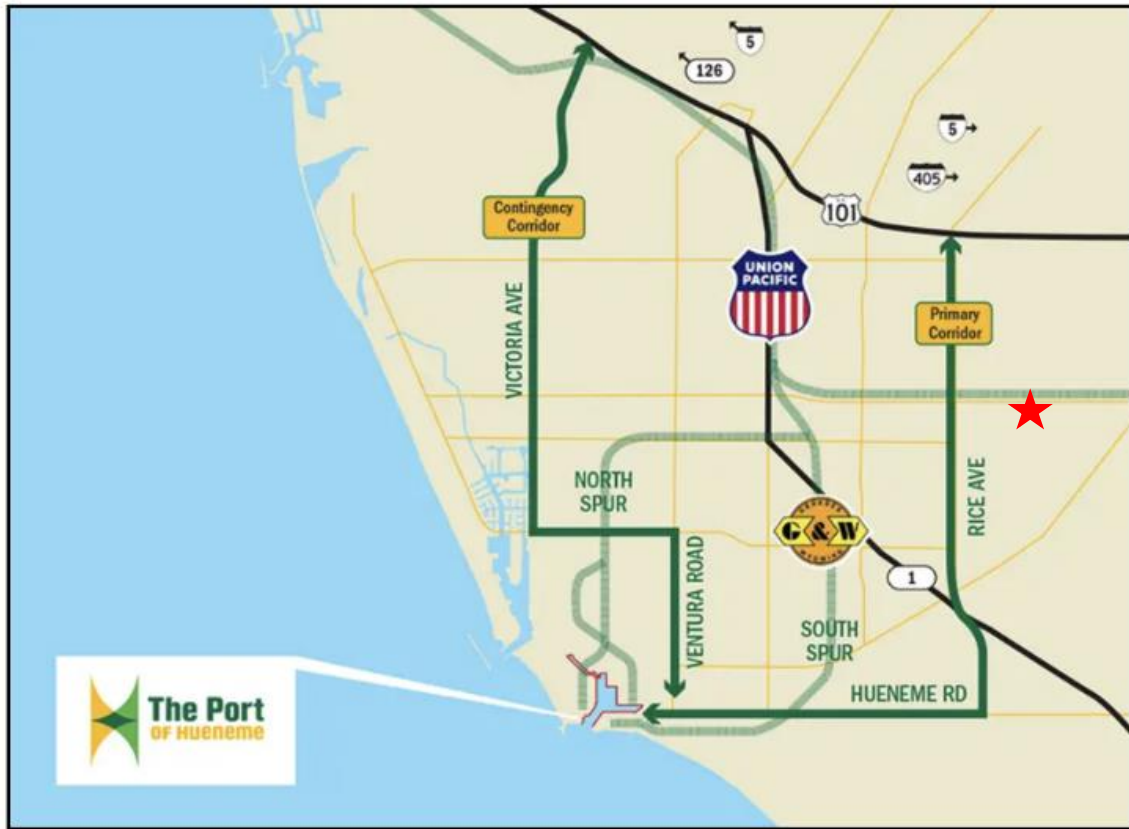 5
126
5
405
101
Contingency
Corridor
UNION
PACIFIC
Primary
Corridor
VICTORIA AVE
NORTH
SPUR
RICE AVE
G & W
1
VENTURA ROAD
SOUTH
SPUR
HUENEME RD
The Port
OF HUENEME